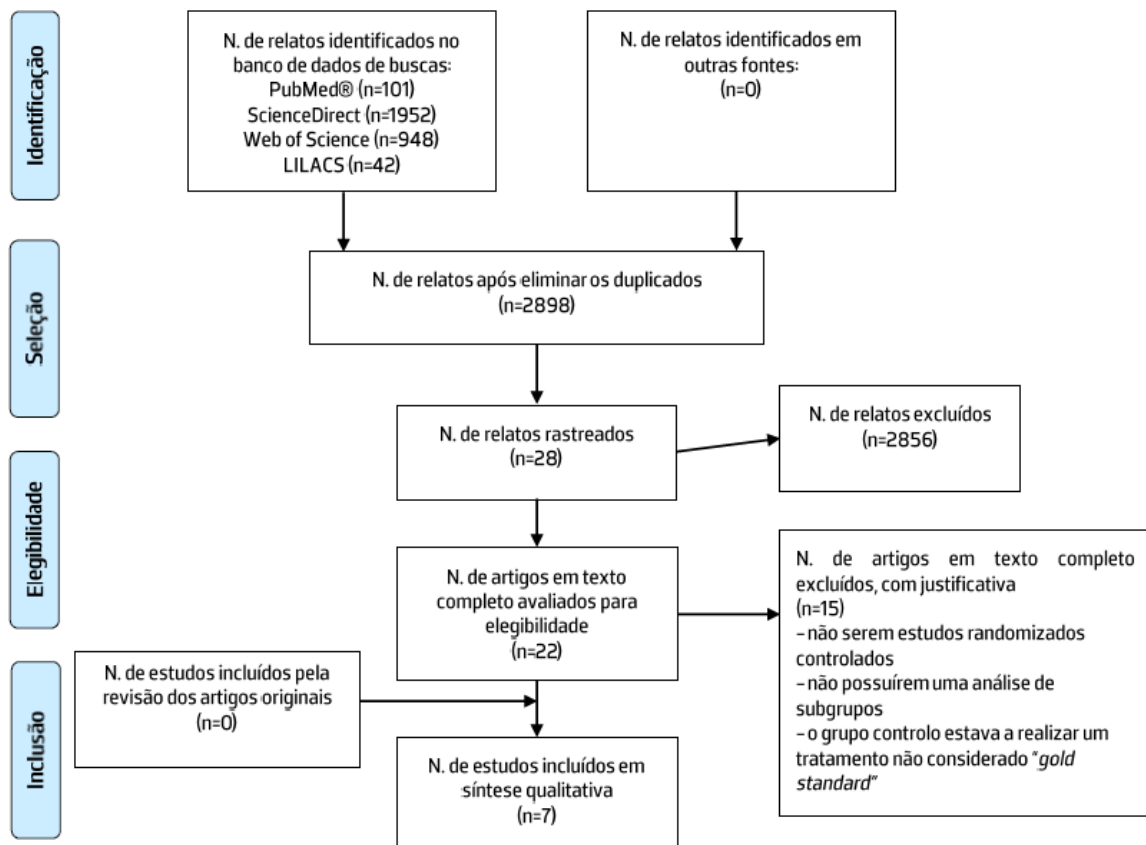 Identificação
N. de relatos identificados no
banco de dados de buscas:
PubMed® (n=101)
ScienceDirect (n=1952)
Web of Science (n=948)
LILACS (n=42)
N. de relatos identificados em
outras fontes:
(n=0)
Seleção
N. de relatos após eliminar os duplicados
(n=2898)
N. de relatos rastreados
(n=28)
N. de relatos excluídos
(n=2856)
Elegibilidade
N. de artigos em texto
completo avaliados para
elegibilidade
(n=22)
N. de artigos em texto completo
excluídos, com justificativa
(n=15)
– não serem estudos randomizados
controlados
– não possuírem uma análise de
subgrupos
– o grupo controlo estava a realizar um
tratamento não considerado “gold
standard”
Inclusão
N. de estudos incluídos pela
revisão dos artigos originais
(n=0)
N. de estudos incluídos em
síntese qualitativa
(n=7)